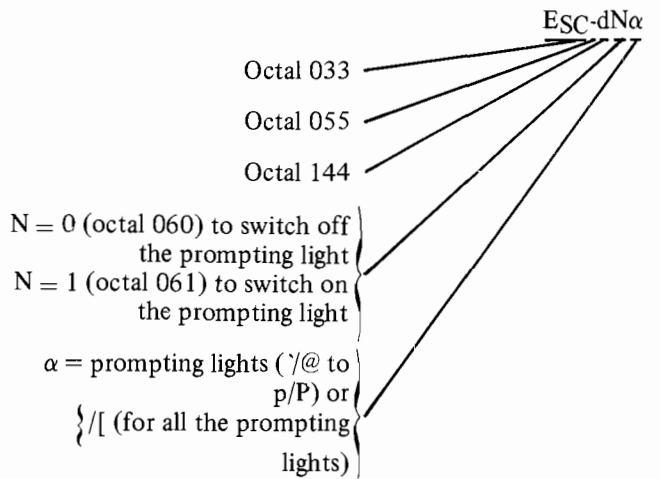 ESC-dNα
Octal 033
Octal 055
Octal 144
N = 0 (octal 060) to switch off
the prompting light
N = 1 (octal 061) to switch on
the prompting light
α = prompting lights (`/@ to
p/P) or
}/[ (for all the prompting
lights)